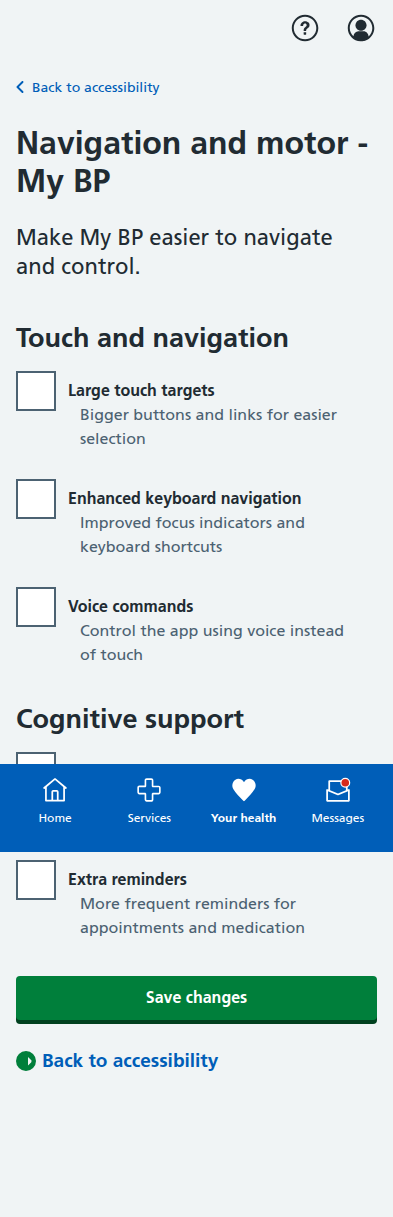 Back to accessibility
Navigation and motor -
My BP
Make My BP easier to navigate
and control.
Touch and navigation
Large touch targets
Bigger buttons and links for easier
selection
Enhanced keyboard navigation
Improved focus indicators and
keyboard shortcuts
Voice commands
Control the app using voice instead
of touch
Cognitive support
Home
Services
Your health
Messages
Extra reminders
More frequent reminders for
appointments and medication
Save changes
Back to accessibility